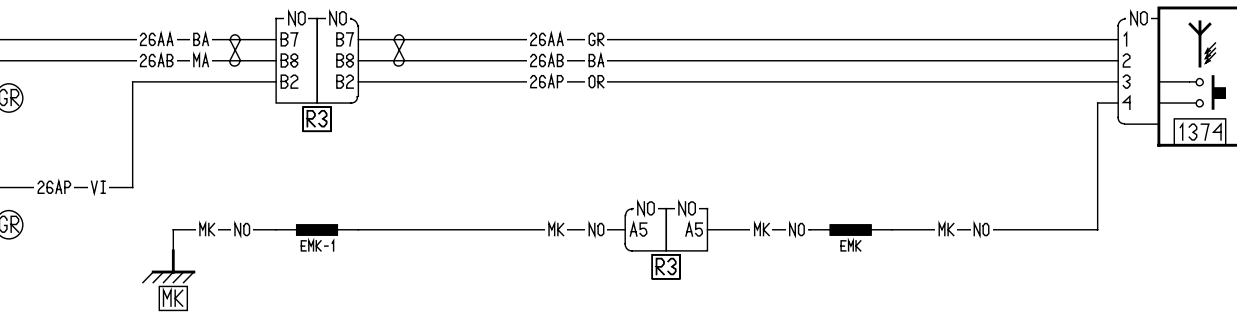 NO NO NO
26AA BA B7 B7 26AA GR 1
26AB MA B8 B8 26AB BA 2
B2 B2 26AP OR 3
GR 4
R3 1374
26AP VI
GR
NO NO
MK NO EMK-1 MK NO A5 A5 MK NO EMK MK NO
R3
MK